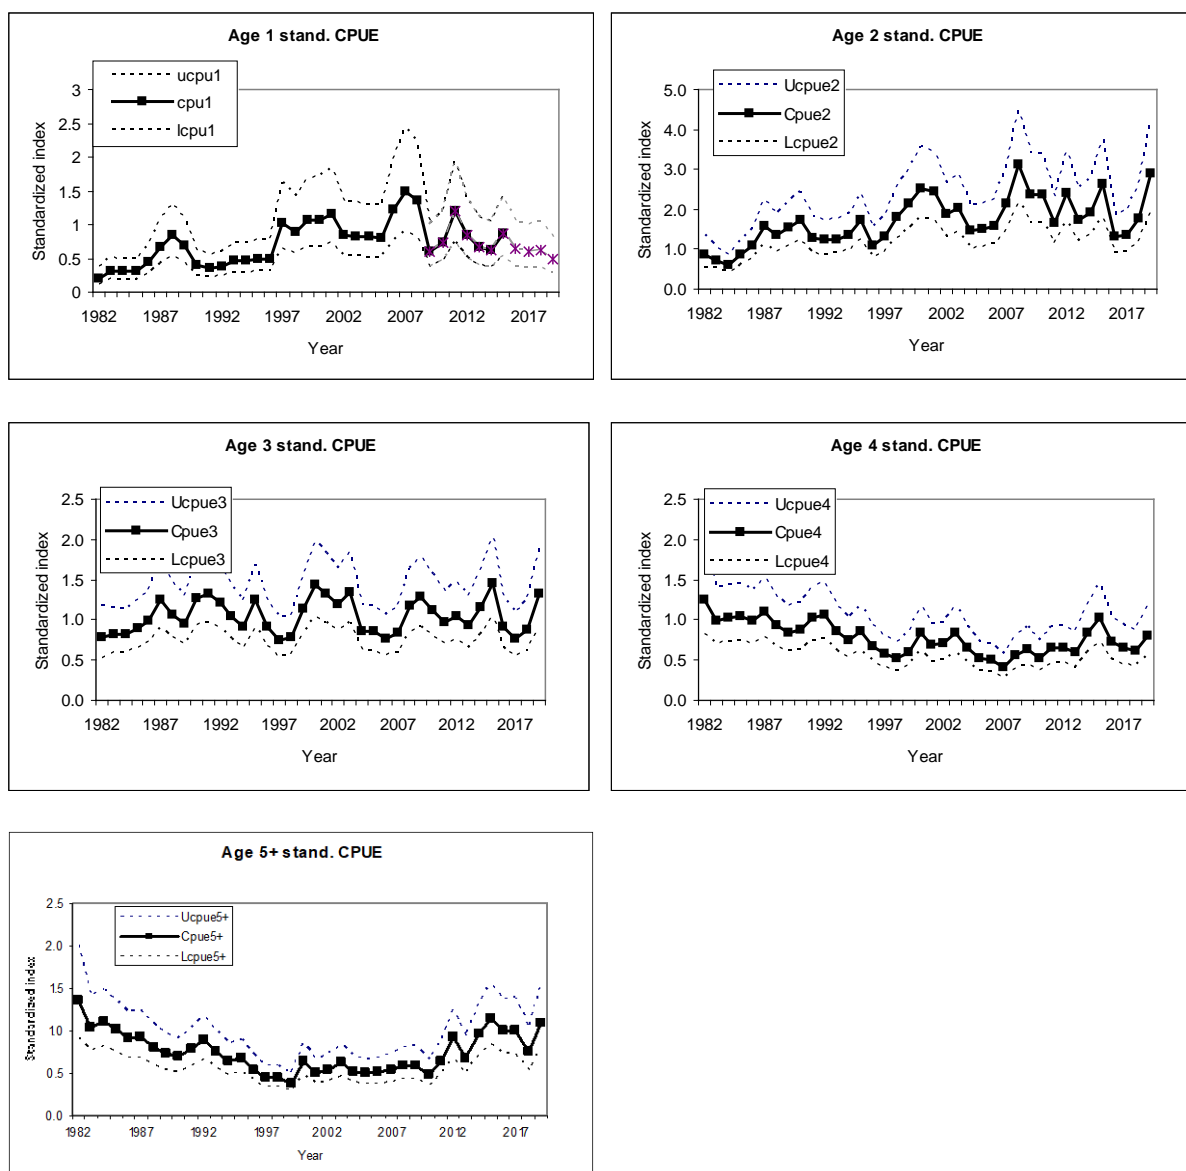 Age 1 stand. CPUE
ucpu1
cpu1
lcpu1
Standardized index
3
2.5
2
1.5
1
0.5
0
1982 1987 1992 1997 2002 2007 2012 2017
Year
Age 2 stand. CPUE
Ucpue2
Cpue2
Lcpue2
Standardized index
5.0
4.0
3.0
2.0
1.0
0.0
1982 1987 1992 1997 2002 2007 2012 2017
Year
Age 3 stand. CPUE
Ucpue3
Cpue3
Lcpue3
Standardized index
2.5
2.0
1.5
1.0
0.5
0.0
1982 1987 1992 1997 2002 2007 2012 2017
Year
Age 4 stand. CPUE
Ucpue4
Cpue4
Lcpue4
Standardized index
2.5
2.0
1.5
1.0
0.5
0.0
1982 1987 1992 1997 2002 2007 2012 2017
Year
Age 5+ stand. CPUE
Ucpue5+
Cpue5+
Lcpue5+
Standardized index
2.5
2.0
1.5
1.0
0.5
0.0
1982 1987 1992 1997 2002 2007 2012 2017
Year